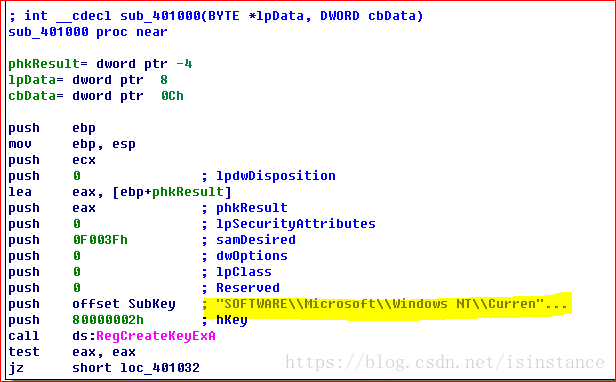 ; int __cdecl sub_401000(BYTE *lpData, DWORD cbData)
sub_401000 proc near
phkResult= dword ptr -4
lpData= dword ptr  8
cbData= dword ptr  0Ch
push    ebp
mov     ebp, esp
push    ecx
push    0               ; lpdwDisposition
lea     eax, [ebp+phkResult]
push    eax             ; phkResult
push    0               ; lpSecurityAttributes
push    0F003Fh         ; samDesired
push    0               ; dwOptions
push    0               ; lpClass
push    0               ; Reserved
push    offset SubKey   ; "SOFTWARE\\Microsoft\\Windows NT\\Curren"...
push    80000002h       ; hKey
call    ds:RegCreateKeyExA
test    eax, eax
jz      short loc_401032
https://blog.csdn.net/isinstance